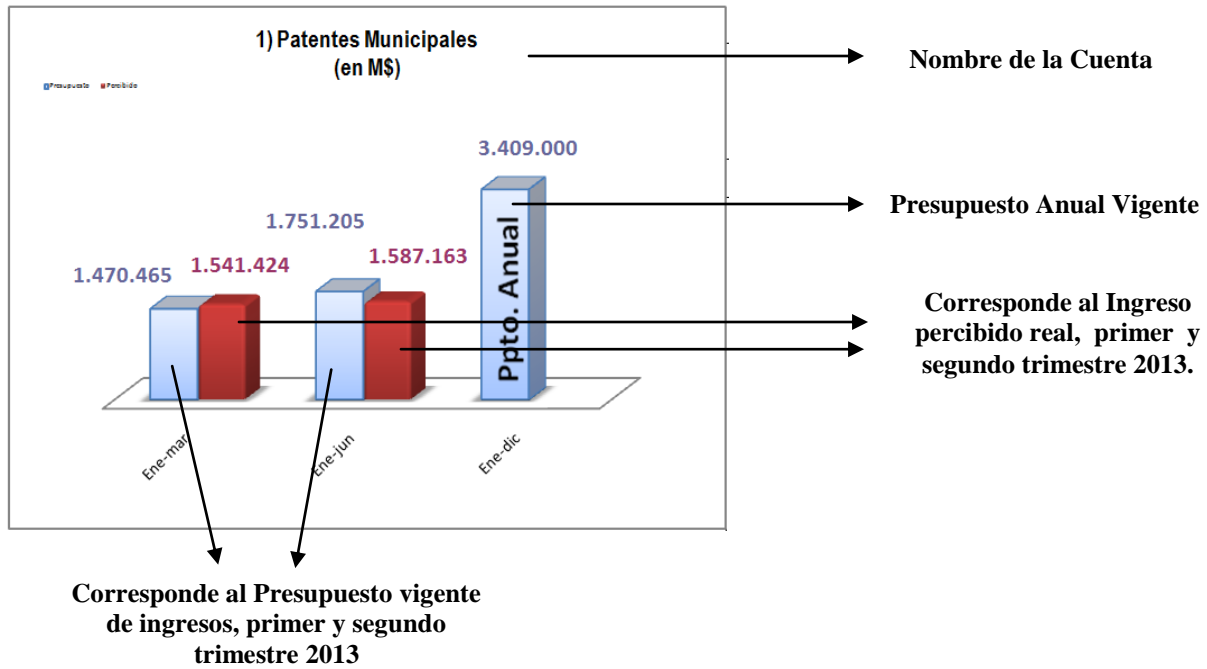 1) Patentes Municipales
(en M$)
Presupuesto Percibido
3.409.000
1.751.205
1.587.163
1.541.424
1.470.465
Ppto. Anual
Ene-mar
Ene-jun
Ene-dic
Nombre de la Cuenta
Presupuesto Anual Vigente
Corresponde al Ingreso
percibido real, primer y
segundo trimestre 2013.
Corresponde al Presupuesto vigente
de ingresos, primer y segundo
trimestre 2013